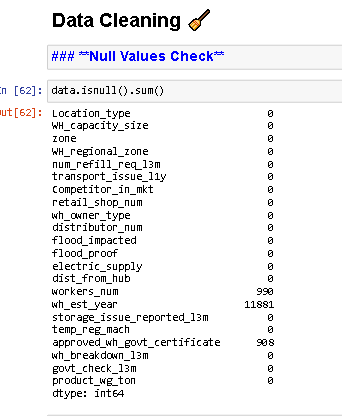 Data Cleaning 🧹
### **Null Values Check**
n [62]: data.isnull().sum()
ut[62]: Location_type 0
WH_capacity_size 0
zone 0
WH_regional_zone 0
num_refill_req_l3m 0
transport_issue_l1y 0
Competitor_in_mkt 0
retail_shop_num 0
wh_owner_type 0
distributor_num 0
flood_impacted 0
flood_proof 0
electric_supply 0
dist_from_hub 0
workers_num 990
wh_est_year 11881
storage_issue_reported_l3m 0
temp_reg_mach 0
approved_wh_govt_certificate 908
wh_breakdown_l3m 0
govt_check_l3m 0
product_wg_ton 0
dtype: int64